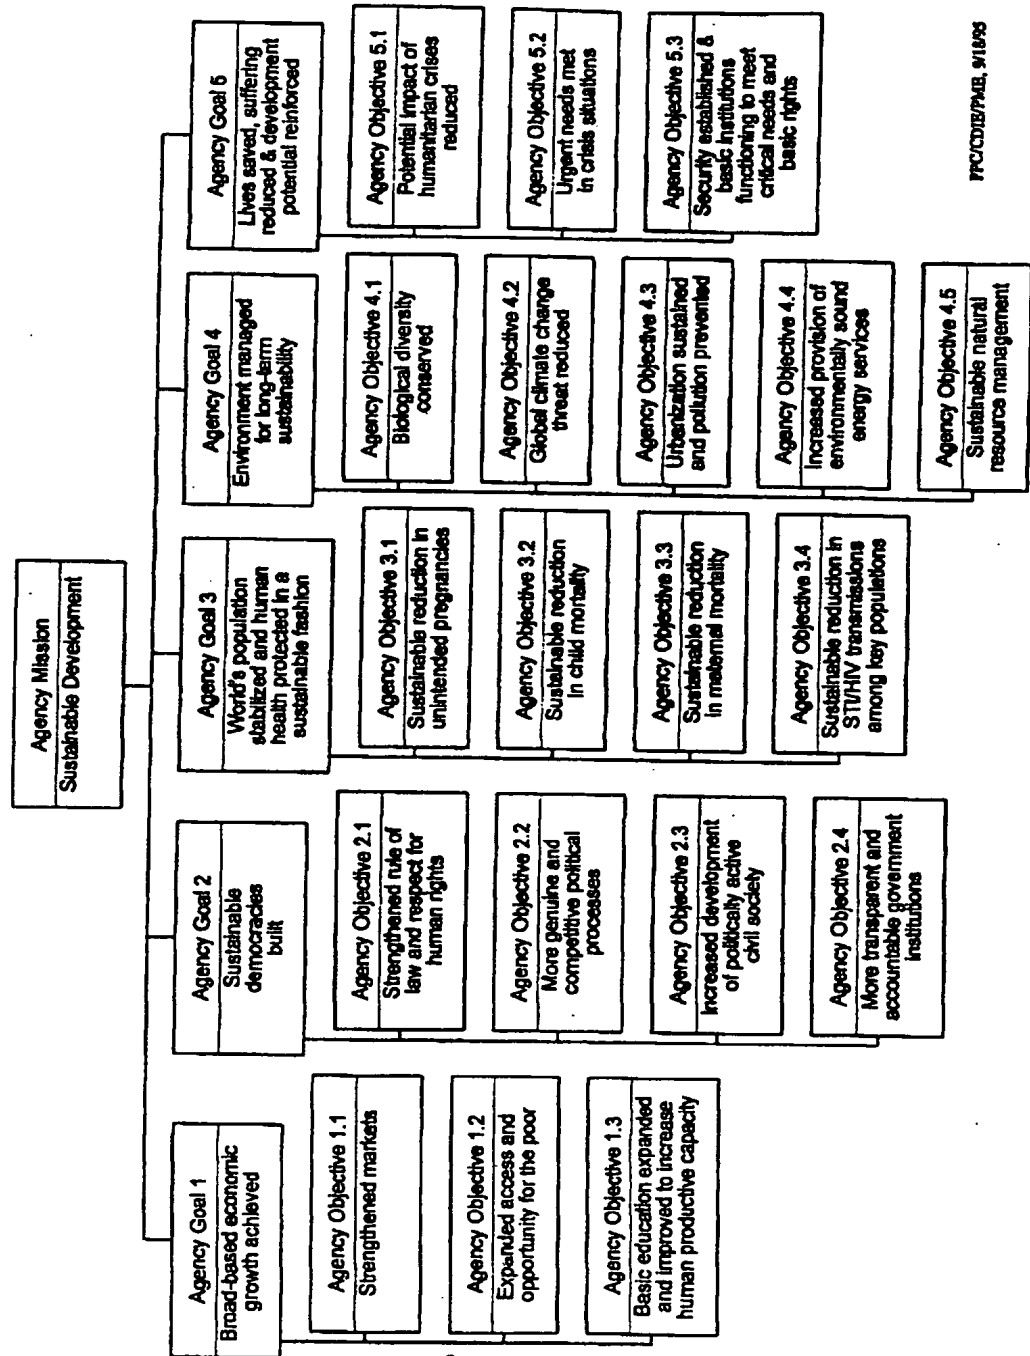 Agency Mission
Sustainable Development
Agency Goal 1
Broad-based economic
growth achieved
Agency Objective 1.1
Strengthened markets
Agency Objective 1.2
Expanded access and
opportunity for the poor
Agency Objective 1.3
Basic education expanded
and improved to increase
human productive capacity
Agency Goal 2
Sustainable
democracies
built
Agency Objective 2.1
Strengthened rule of
law and respect for
human rights
Agency Objective 2.2
More genuine and
competitive political
processes
Agency Objective 2.3
Increased development
of politically active
civil society
Agency Objective 2.4
More transparent and
accountable government
institutions
Agency Goal 3
World's population
stabilized and human
health protected in a
sustainable fashion
Agency Objective 3.1
Sustainable reduction in
unintended pregnancies
Agency Objective 3.2
Sustainable reduction
in child mortality
Agency Objective 3.3
Sustainable reduction
in maternal mortality
Agency Objective 3.4
Sustainable reduction in
STI/HIV transmissions
among key populations
Agency Goal 4
Environment managed
for long-term
sustainability
Agency Objective 4.1
Biological diversity
conserved
Agency Objective 4.2
Global climate change
threat reduced
Agency Objective 4.3
Urbanization sustained
and pollution prevented
Agency Objective 4.4
Increased provision of
environmentally sound
energy services
Agency Objective 4.5
Sustainable natural
resource management
Agency Goal 5
Lives saved, suffering
reduced & development
potential reinforced
Agency Objective 5.1
Potential impact of
humanitarian crises
reduced
Agency Objective 5.2
Urgent needs met
in crisis situations
Agency Objective 5.3
Security established &
basic institutions
functioning to meet
critical needs and
basic rights
PPC/CDIE/PME, 9/18/95